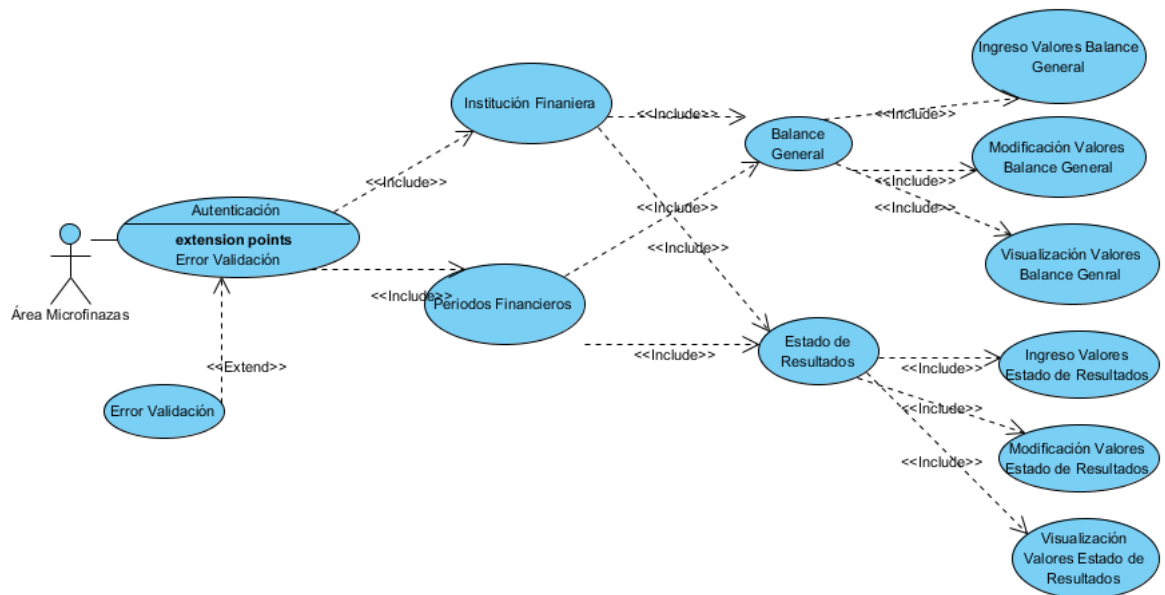 Ingreso Valores Balance
General
Institución Finaniera
<<Include>>
<<Include>>
Balance
General
Modificación Valores
Balance General
<<Include>>
<<Include>>
<<Include>>
<<Include>>
Autenticación
extension points
Error Validación
<<Include>>
Visualización Valores
Balance Genral
<<Include>>
Periodos Financieros
Área Microfinazas
Estado de
Resultados
<<Include>>
Ingreso Valores
Estado de Resultados
<<Include>>
<<Extend>>
Error Validación
<<Include>>
Modificación Valores
Estado de Resultados
<<Include>>
Visualización
Valores Estado de
Resultados